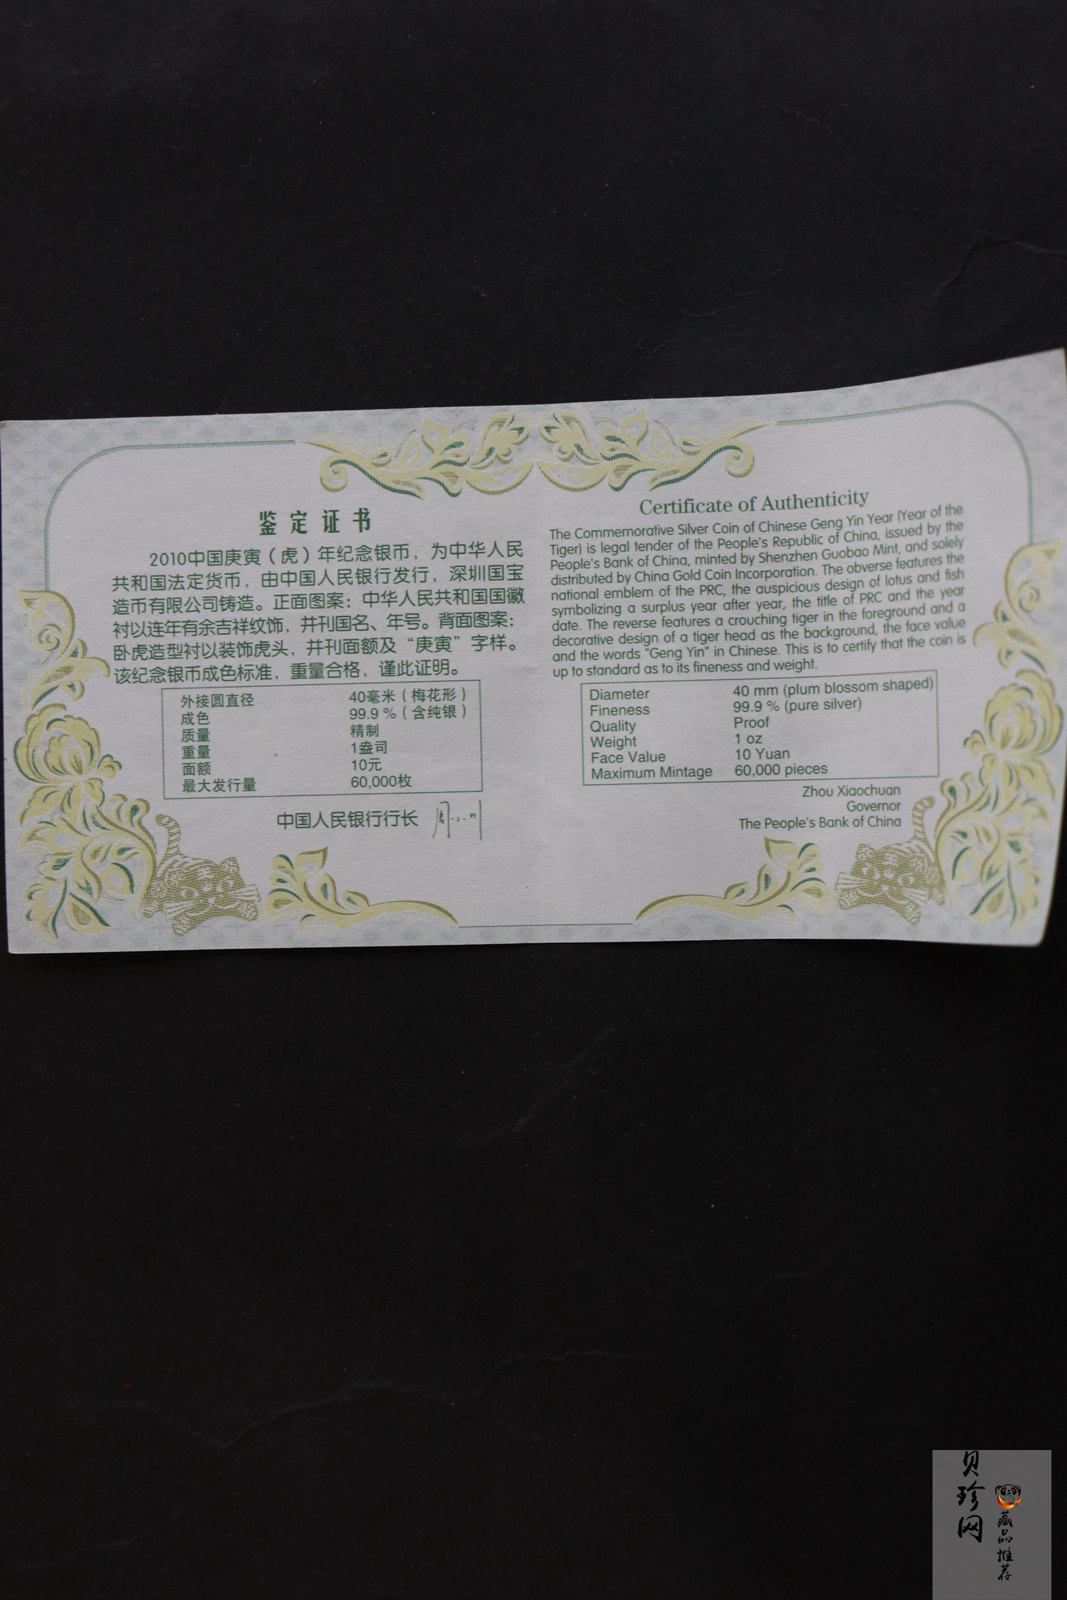 鉴定证书
2010中国庚寅（虎）年纪念银币，为中华人民
共和国法定货币，由中国人民银行发行，深圳国宝
造币有限公司铸造。正面图案：中华人民共和国国徽
衬以连年有余吉祥纹饰，并刊国名、年号。背面图案：
卧虎造型衬以装饰虎头，并刊面额及“庚寅”字样。
该纪念银币成色标准，重量合格，谨此证明。
外接圆直径 40毫米（梅花形）
成色 99.9％（含纯银）
质量 精制
重量 1盎司
面额 10元
最大发行量 60,000枚
中国人民银行行长
Certificate of Authenticity
The Commemorative Silver Coin of Chinese Geng Yin Year (Year of the
Tiger) is legal tender of the People's Republic of China, issued by the
People's Bank of China, minted by Shenzhen Guobao Mint, and solely
distributed by China Gold Coin Incorporation. The obverse features the
national emblem of the PRC, the auspicious design of lotus and fish
symbolizing a surplus year after year, the title of PRC and the year
date. The reverse features a crouching tiger in the foreground and a
decorative design of a tiger head as the background, the face value
and the words "Geng Yin" in Chinese. This is to certify that the coin is
up to standard as to its fineness and weight.
Diameter 40 mm (plum blossom shaped)
Fineness 99.9 % (pure silver)
Quality Proof
Weight 1 oz
Face Value 10 Yuan
Maximum Mintage 60,000 pieces
Zhou Xiaochuan
Governor
The People's Bank of China
贝珍网
藏品推荐